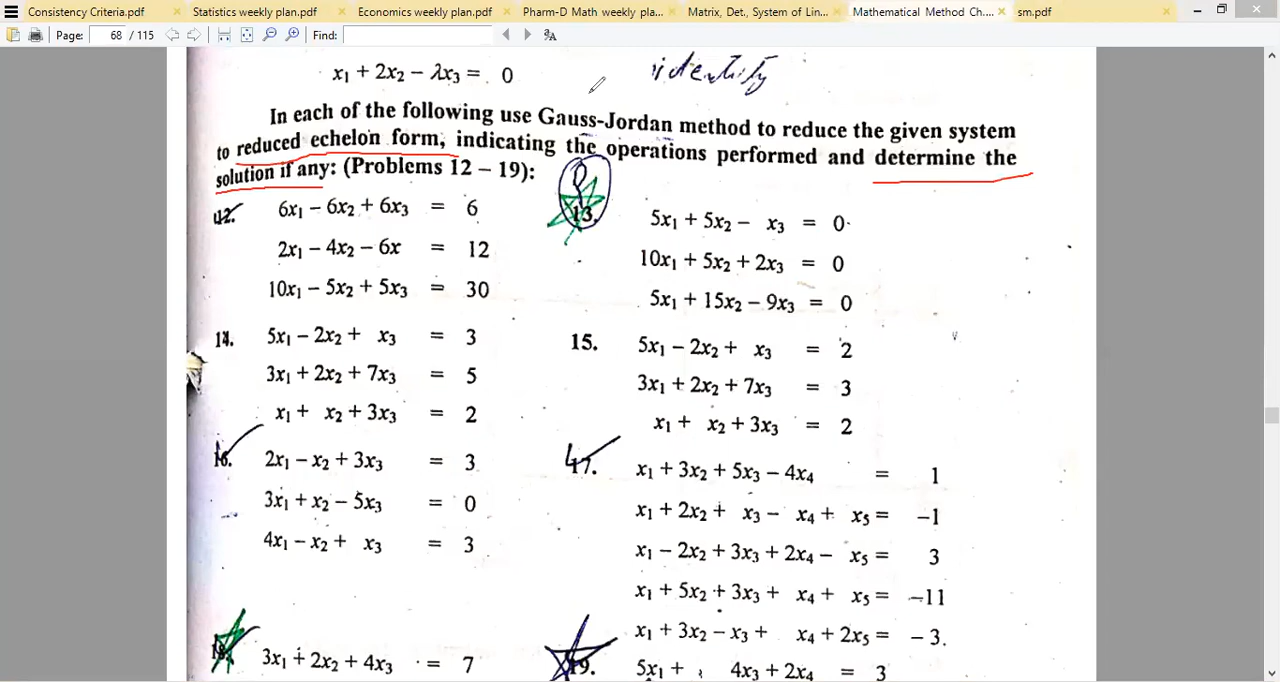 Consistency Criteria.pdf Statistics weekly plan.pdf Economics weekly plan.pdf Pharm-D Math weekly pla... Matrix, Det., System of Lin... Mathematical Method Ch.... sm.pdf
Page: 68 / 115 Find:
x₁ + 2x₂ − λx₃ = 0
identify
In each of the following use Gauss-Jordan method to reduce the given system
to reduced echelon form, indicating the operations performed and determine the
solution if any: (Problems 12 – 19):
12. 6x₁ − 6x₂ + 6x₃ = 6
2x₁ − 4x₂ − 6x = 12
10x₁ − 5x₂ + 5x₃ = 30
13. 5x₁ + 5x₂ − x₃ = 0
10x₁ + 5x₂ + 2x₃ = 0
5x₁ + 15x₂ − 9x₃ = 0
14. 5x₁ − 2x₂ + x₃ = 3
3x₁ + 2x₂ + 7x₃ = 5
x₁ + x₂ + 3x₃ = 2
15. 5x₁ − 2x₂ + x₃ = 2
3x₁ + 2x₂ + 7x₃ = 3
x₁ + x₂ + 3x₃ = 2
16. 2x₁ − x₂ + 3x₃ = 3
3x₁ + x₂ − 5x₃ = 0
4x₁ − x₂ + x₃ = 3
17. x₁ + 3x₂ + 5x₃ − 4x₄ = 1
x₁ + 2x₂ + x₃ − x₄ + x₅ = −1
x₁ − 2x₂ + 3x₃ + 2x₄ − x₅ = 3
x₁ + 5x₂ + 3x₃ + x₄ + x₅ = −11
x₁ + 3x₂ − x₃ + x₄ + 2x₅ = −3.
18. 3x₁ + 2x₂ + 4x₃ = 7
19. 5x₁ + 4x₃ + 2x₄ = 3